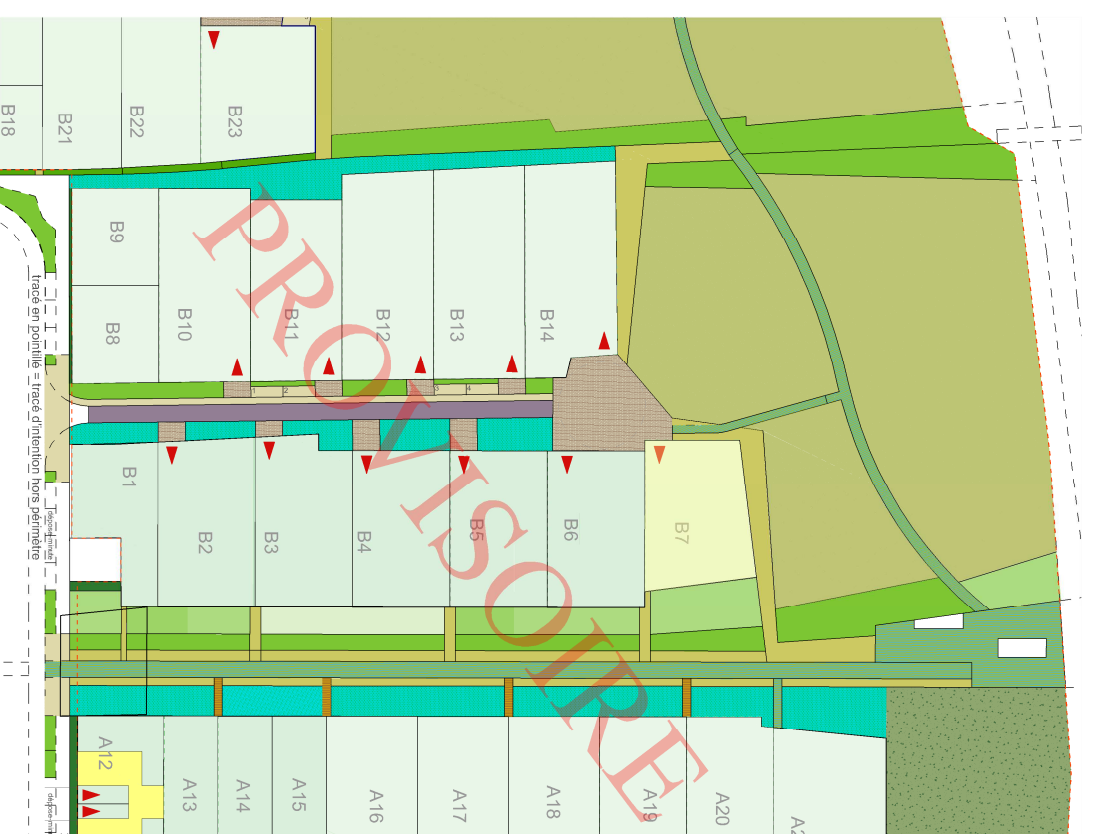 B18
B21
B22
B23
B9
B8
B10
B11
B12
B13
B14
1
2
3
4
tracé en pointillé = tracé d'intention hors périmètre
dépose-minute
B1
B2
B3
B4
B5
B6
B7
PROVISOIRE
A12
A13
A14
A15
A16
A17
A18
A19
A20